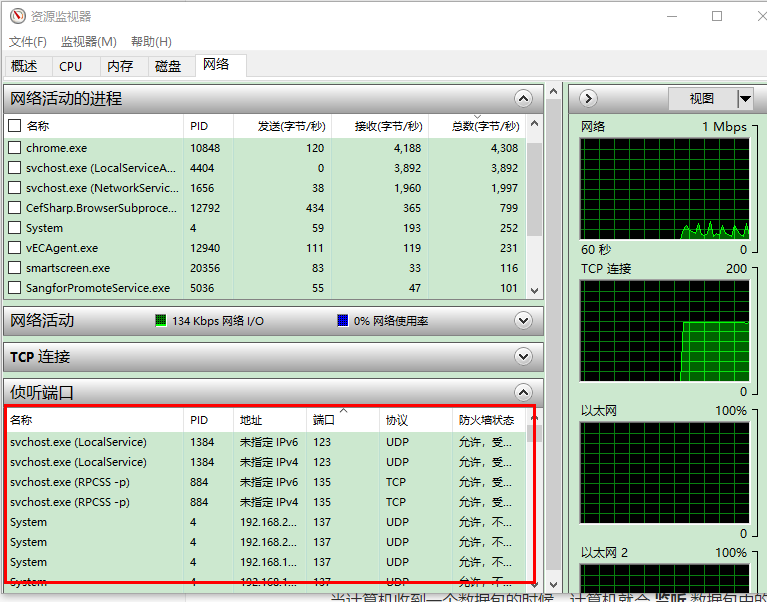 资源监视器
文件(F) 监视器(M) 帮助(H)
概述 CPU 内存 磁盘 网络
网络活动的进程
名称 PID 发送(字节/秒) 接收(字节/秒) 总数(字节/秒)
chrome.exe 10848 120 4,188 4,308
svchost.exe (LocalServiceA... 4404 0 3,892 3,892
svchost.exe (NetworkServic... 1656 38 1,960 1,997
CefSharp.BrowserSubproce... 12792 434 365 799
System 4 59 193 252
vECAgent.exe 12940 111 119 231
smartscreen.exe 20356 83 33 116
SangforPromoteService.exe 5036 55 47 101
网络活动 134 Kbps 网络 I/O 0% 网络使用率
TCP 连接
侦听端口
名称 PID 地址 端口 协议 防火墙状态
svchost.exe (LocalService) 1384 未指定 IPv6 123 UDP 允许，受...
svchost.exe (LocalService) 1384 未指定 IPv4 123 UDP 允许，受...
svchost.exe (RPCSS -p) 884 未指定 IPv6 135 TCP 允许，受...
svchost.exe (RPCSS -p) 884 未指定 IPv4 135 TCP 允许，受...
System 4 192.168.2... 137 UDP 允许，不...
System 4 192.168.2... 137 UDP 允许，不...
System 4 192.168.1... 137 UDP 允许，不...
System 4 192.168.1... 137 UDP 允许，不...
视图
网络 1 Mbps
60 秒 0
TCP 连接 200
0
以太网 100%
0
以太网 2 100%
当计算机收到一个数据包的时候，计算机就会 监听 数据包中的